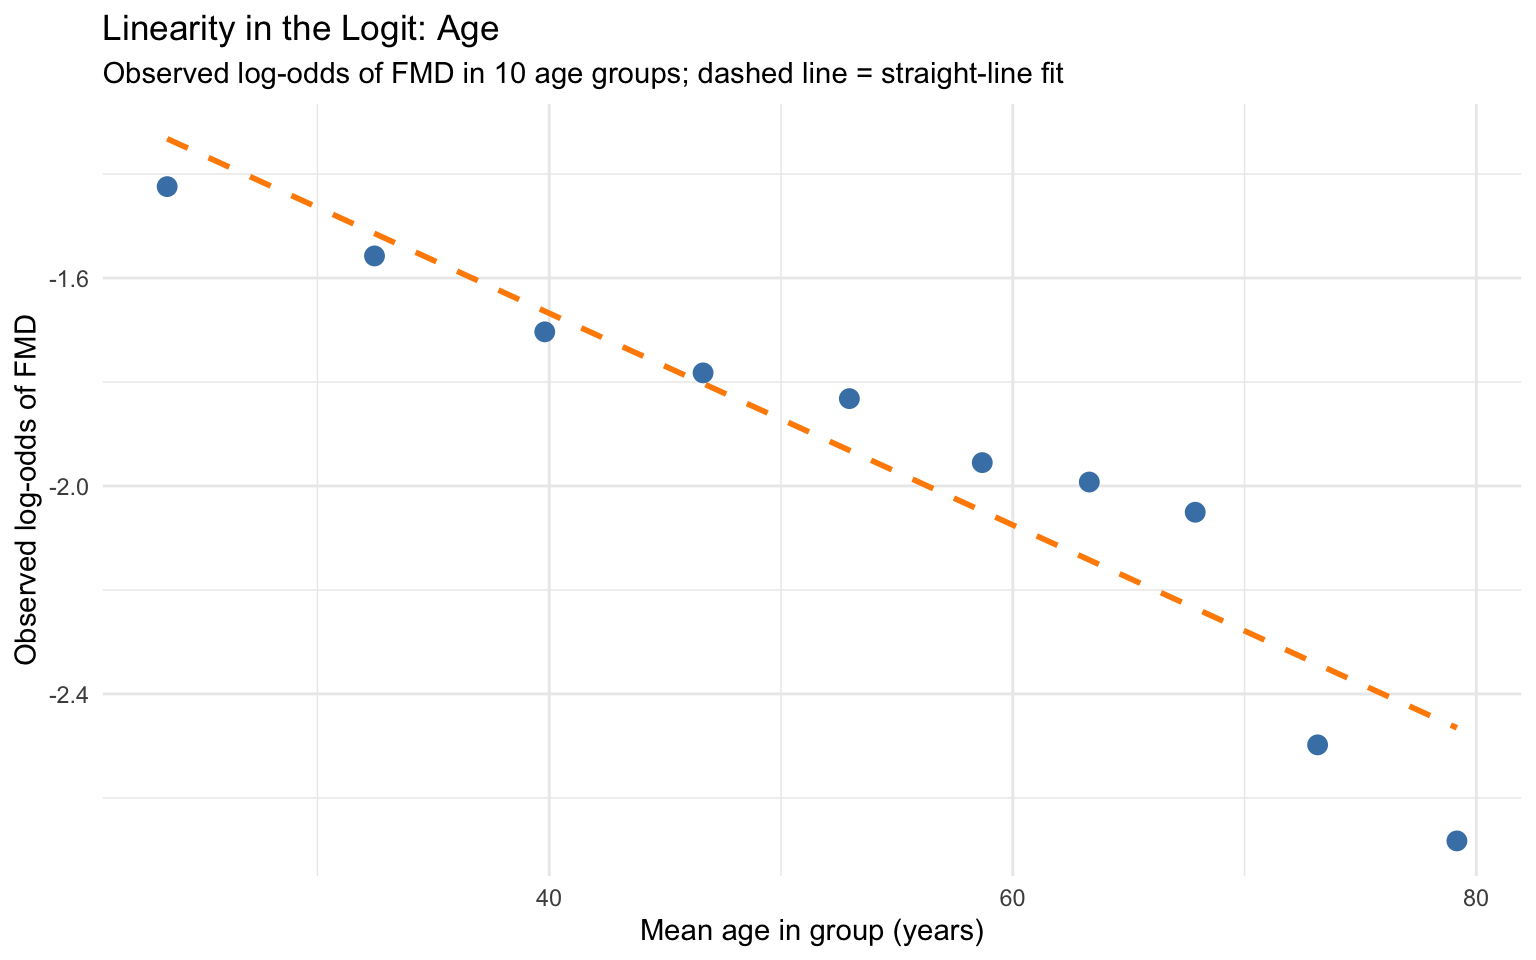 Linearity in the Logit: Age
Observed log-odds of FMD in 10 age groups; dashed line = straight-line fit
Observed log-odds of FMD
-1.6
-2.0
-2.4
40
60
80
Mean age in group (years)